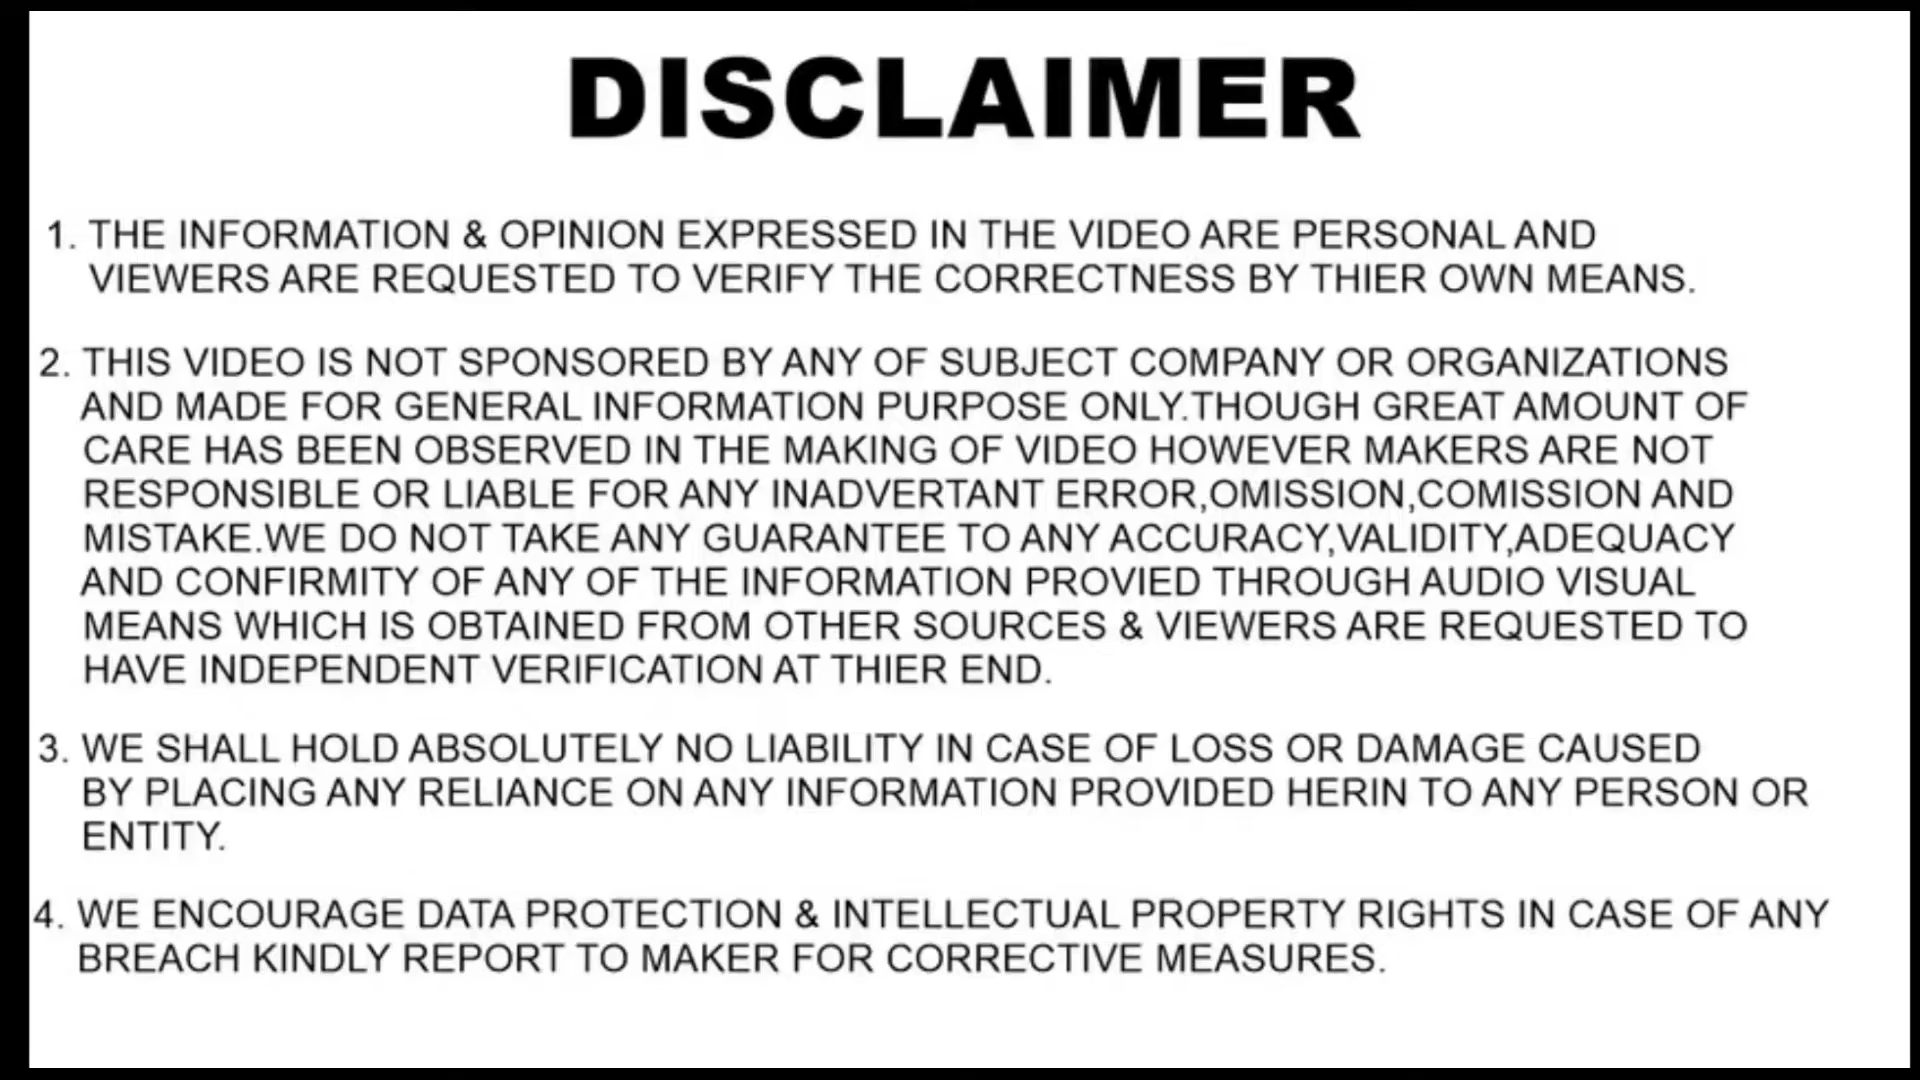 DISCLAIMER
1. THE INFORMATION & OPINION EXPRESSED IN THE VIDEO ARE PERSONAL AND
VIEWERS ARE REQUESTED TO VERIFY THE CORRECTNESS BY THIER OWN MEANS.
2. THIS VIDEO IS NOT SPONSORED BY ANY OF SUBJECT COMPANY OR ORGANIZATIONS
AND MADE FOR GENERAL INFORMATION PURPOSE ONLY.THOUGH GREAT AMOUNT OF
CARE HAS BEEN OBSERVED IN THE MAKING OF VIDEO HOWEVER MAKERS ARE NOT
RESPONSIBLE OR LIABLE FOR ANY INADVERTANT ERROR,OMISSION,COMISSION AND
MISTAKE.WE DO NOT TAKE ANY GUARANTEE TO ANY ACCURACY,VALIDITY,ADEQUACY
AND CONFIRMITY OF ANY OF THE INFORMATION PROVIED THROUGH AUDIO VISUAL
MEANS WHICH IS OBTAINED FROM OTHER SOURCES & VIEWERS ARE REQUESTED TO
HAVE INDEPENDENT VERIFICATION AT THIER END.
3. WE SHALL HOLD ABSOLUTELY NO LIABILITY IN CASE OF LOSS OR DAMAGE CAUSED
BY PLACING ANY RELIANCE ON ANY INFORMATION PROVIDED HERIN TO ANY PERSON OR
ENTITY.
4. WE ENCOURAGE DATA PROTECTION & INTELLECTUAL PROPERTY RIGHTS IN CASE OF ANY
BREACH KINDLY REPORT TO MAKER FOR CORRECTIVE MEASURES.